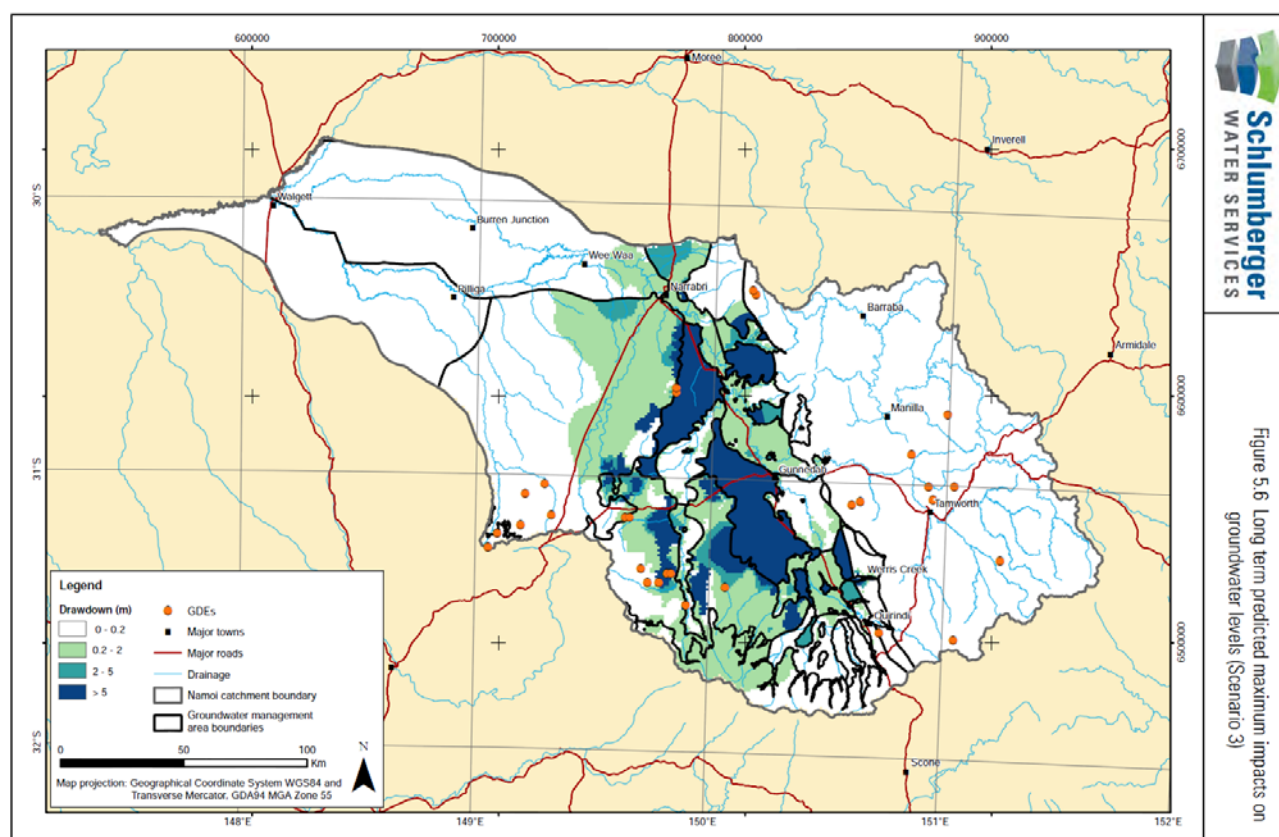 600000
700000
800000
900000
Moree
Inverell
6700000
30°S
Walgett
Burren Junction
Wee Waa
Pilliga
Narrabri
Barraba
Armidale
6600000
Manilla
31°S
Gunnedah
Tamworth
Werris Creek
Quirindi
6500000
32°S
Scone
148°E
149°E
150°E
151°E
152°E
Legend
Drawdown (m)
0 - 0.2
0.2 - 2
2 - 5
> 5
GDEs
Major towns
Major roads
Drainage
Namoi catchment boundary
Groundwater management
area boundaries
0
50
100
Km
N
Map projection: Geographical Coordinate System WGS84 and
Transverse Mercator, GDA94 MGA Zone 55
Schlumberger
WATER SERVICES
Figure 5.6 Long term predicted maximum impacts on
groundwater levels (Scenario 3)